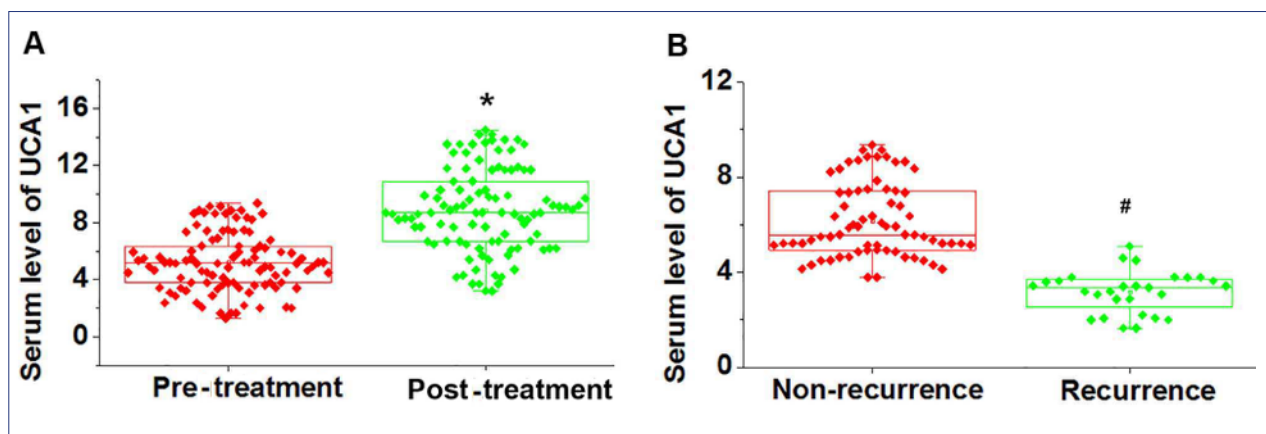 A
Serum level of UCA1
16
12
8
4
0
*
Pre-treatment
Post-treatment
B
Serum level of UCA1
12
8
4
0
#
Non-recurrence
Recurrence